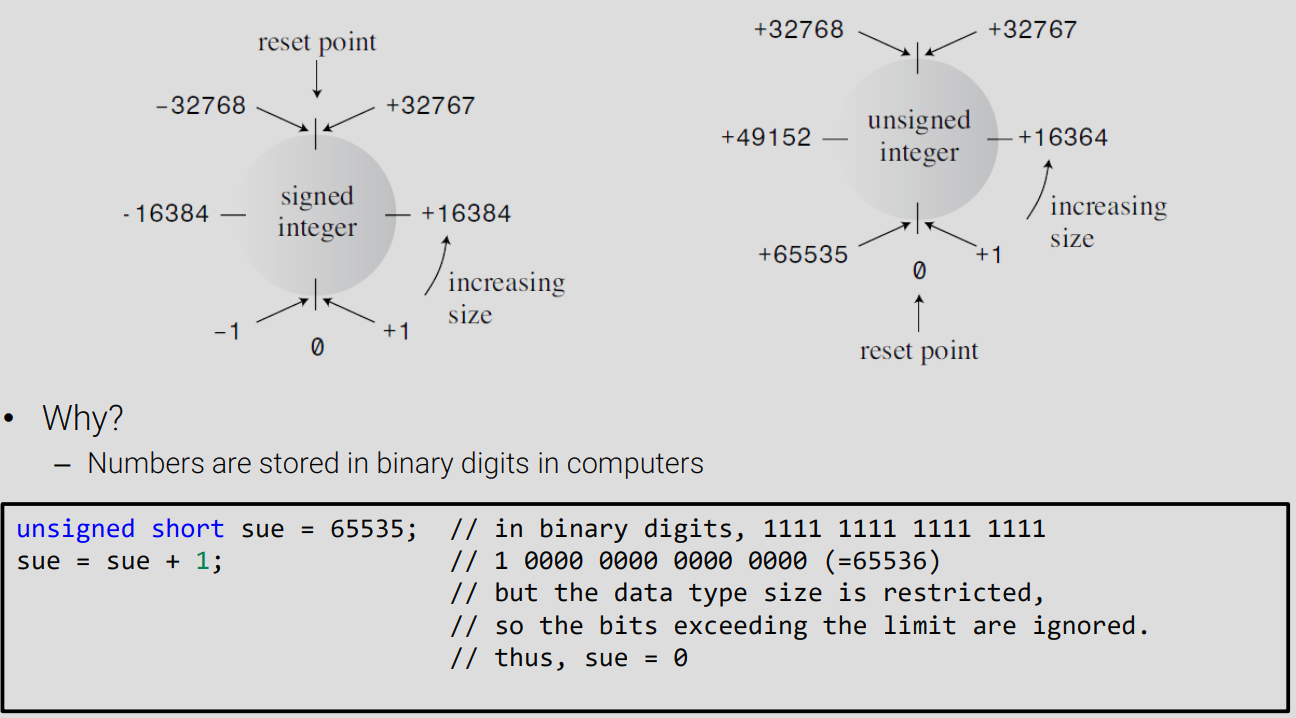 reset point
-32768
+32767
signed
integer
-16384
+16384
increasing
size
-1
0
+1
+32768
+32767
unsigned
integer
+49152
+16364
increasing
size
+65535
0
+1
reset point
• Why?
– Numbers are stored in binary digits in computers
unsigned short sue = 65535; // in binary digits, 1111 1111 1111 1111
sue = sue + 1; // 1 0000 0000 0000 0000 (=65536)
// but the data type size is restricted,
// so the bits exceeding the limit are ignored.
// thus, sue = 0